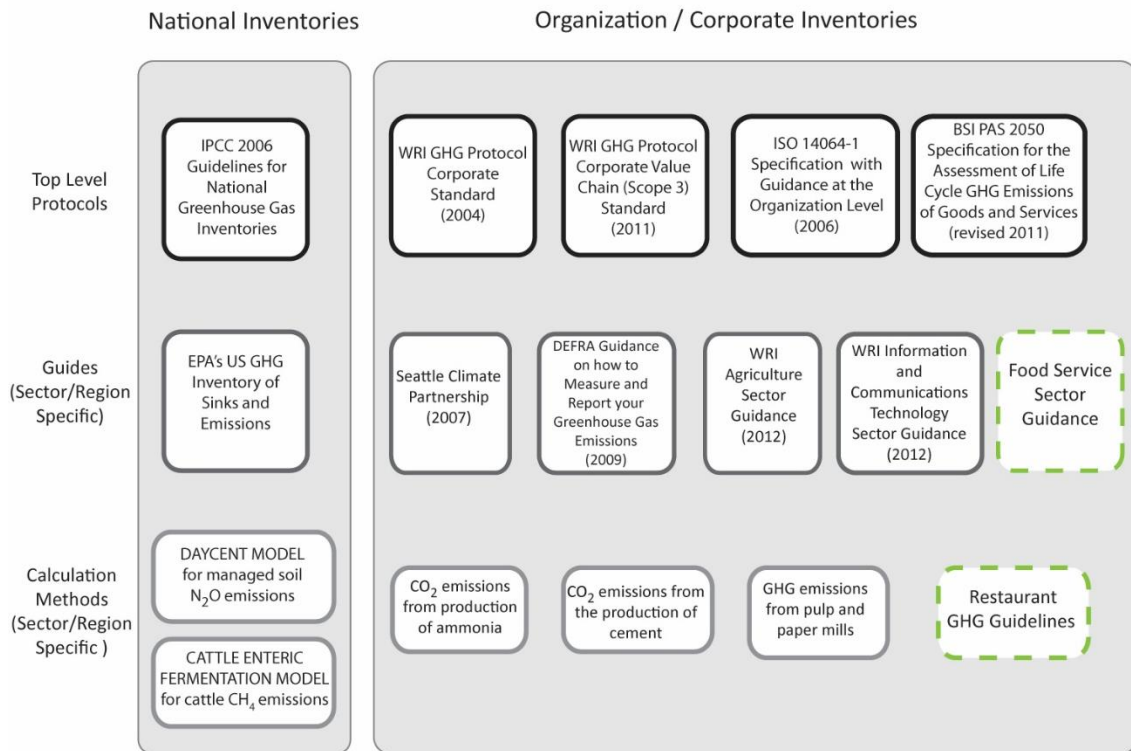 National Inventories
Organization / Corporate Inventories
Top Level
Protocols
IPCC 2006
Guidelines for
National
Greenhouse Gas
Inventories
WRI GHG Protocol
Corporate
Standard
(2004)
WRI GHG Protocol
Corporate Value
Chain (Scope 3)
Standard
(2011)
ISO 14064-1
Specification with
Guidance at the
Organization Level
(2006)
BSI PAS 2050
Specification for the
Assessment of Life
Cycle GHG Emissions
of Goods and Services
(revised 2011)
Guides
(Sector/Region
Specific)
EPA's US GHG
Inventory of
Sinks and
Emissions
Seattle Climate
Partnership
(2007)
DEFRA Guidance
on how to
Measure and
Report your
Greenhouse Gas
Emissions
(2009)
WRI
Agriculture
Sector
Guidance
(2012)
WRI Information
and
Communications
Technology
Sector Guidance
(2012)
Food Service
Sector
Guidance
Calculation
Methods
(Sector/Region
Specific )
DAYCENT MODEL
for managed soil
N₂O emissions
CATTLE ENTERIC
FERMENTATION MODEL
for cattle CH₄ emissions
CO₂ emissions
from production
of ammonia
CO₂ emissions from
the production of
cement
GHG emissions
from pulp and
paper mills
Restaurant
GHG Guidelines